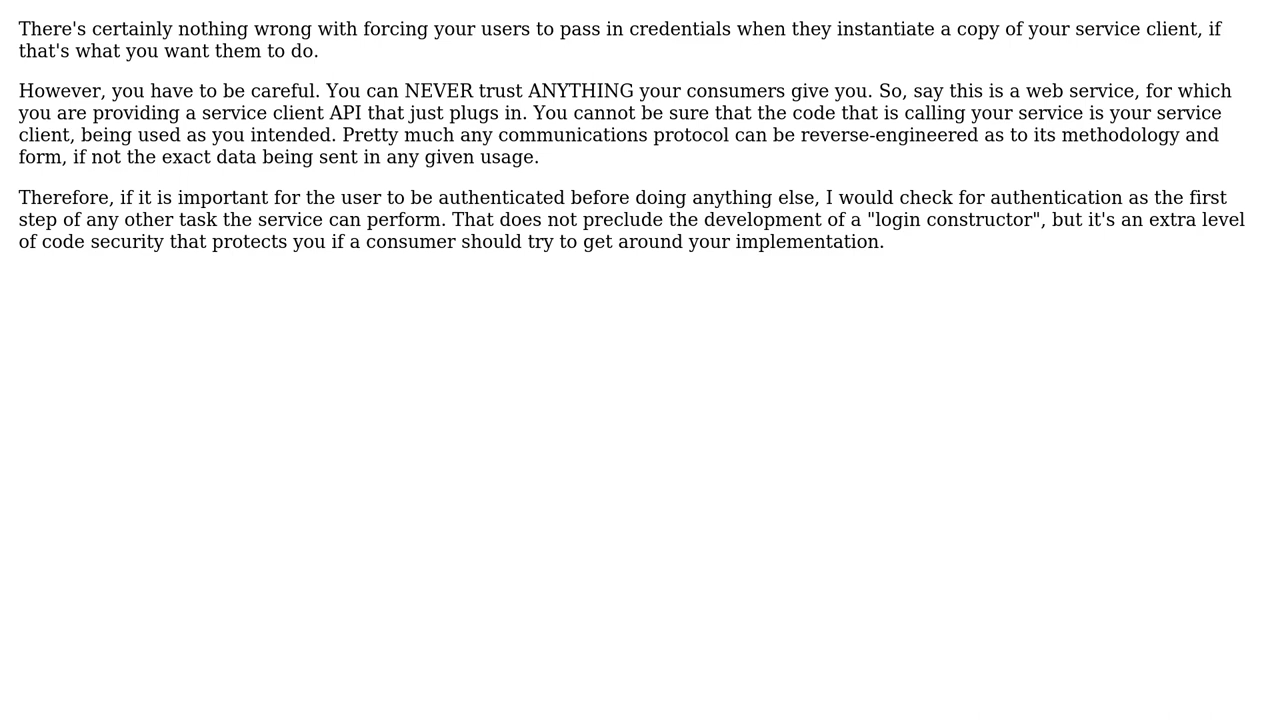 There's certainly nothing wrong with forcing your users to pass in credentials when they instantiate a copy of your service client, if
that's what you want them to do.
However, you have to be careful. You can NEVER trust ANYTHING your consumers give you. So, say this is a web service, for which
you are providing a service client API that just plugs in. You cannot be sure that the code that is calling your service is your service
client, being used as you intended. Pretty much any communications protocol can be reverse-engineered as to its methodology and
form, if not the exact data being sent in any given usage.
Therefore, if it is important for the user to be authenticated before doing anything else, I would check for authentication as the first
step of any other task the service can perform. That does not preclude the development of a "login constructor", but it's an extra level
of code security that protects you if a consumer should try to get around your implementation.